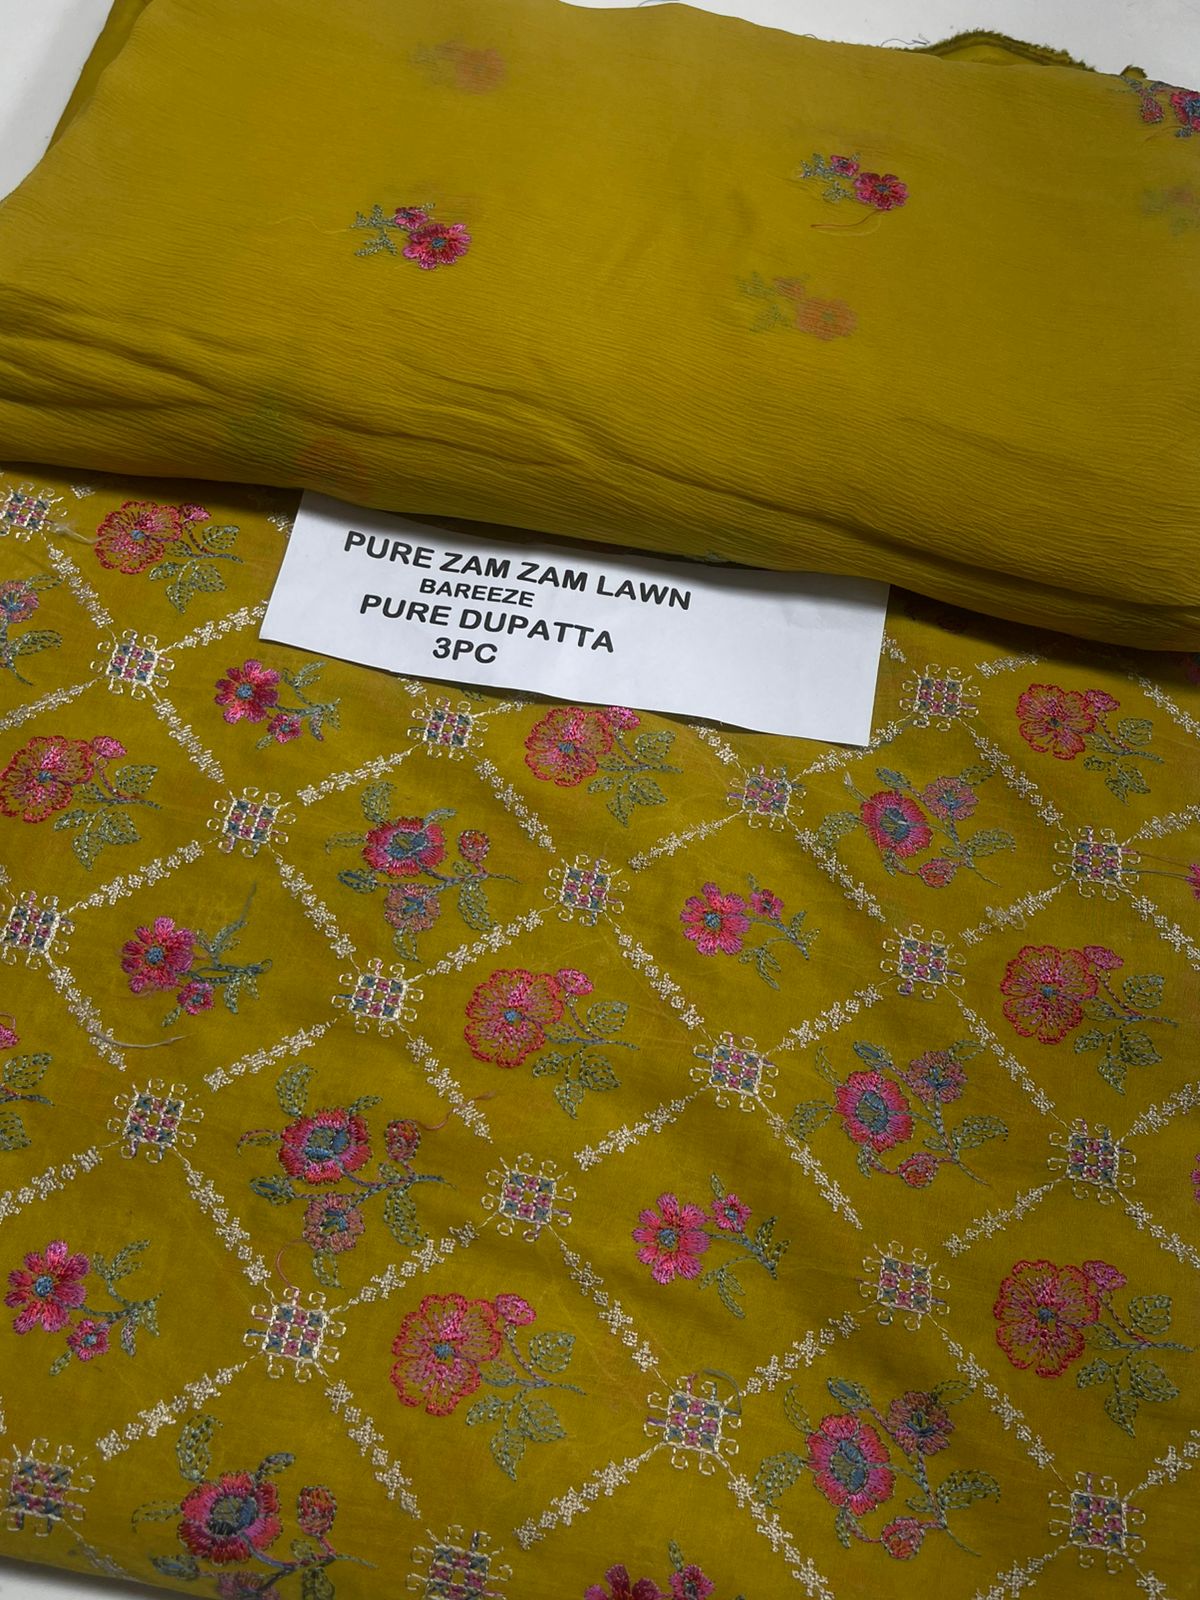 PURE ZAM ZAM LAWN
BAREEZE
PURE DUPATTA
3PC